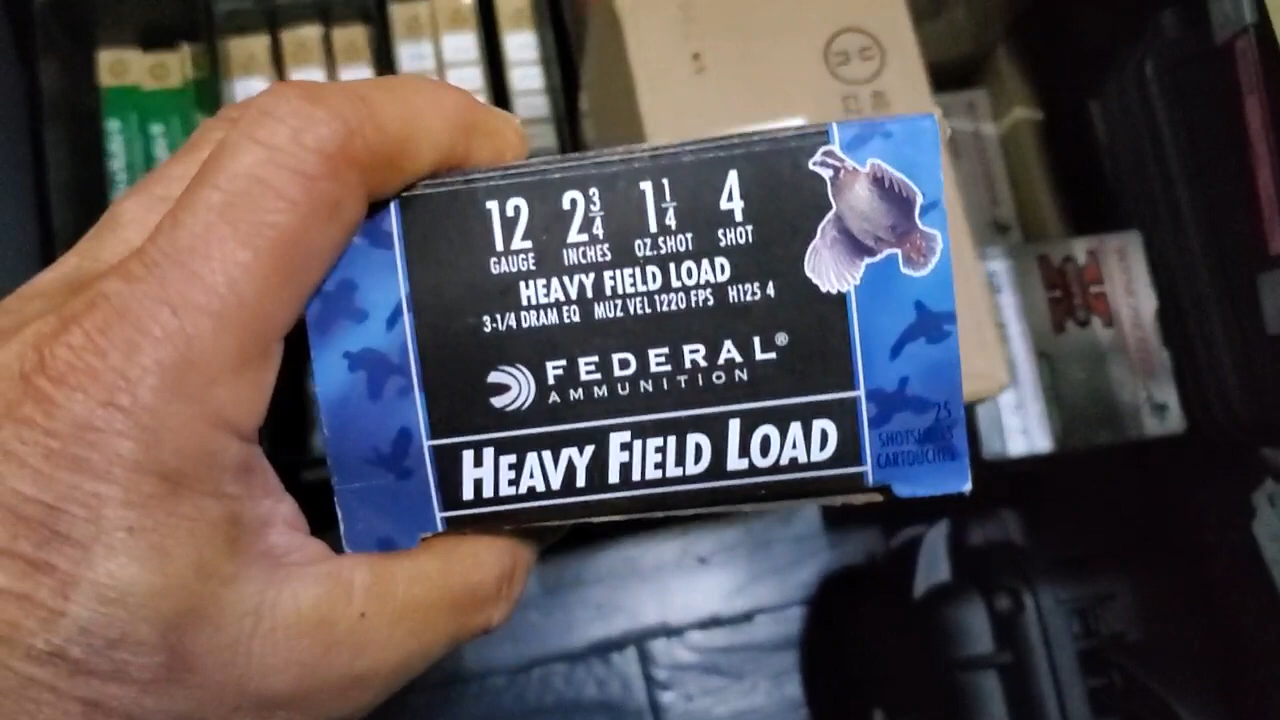 12 2 3/4 1 1/4 4
GAUGE INCHES OZ. SHOT SHOT
HEAVY FIELD LOAD
3-1/4 DRAM EQ MUZ VEL 1220 FPS H125 4
FEDERAL®
AMMUNITION
HEAVY FIELD LOAD
25
SHOTSHELLS
CARTOUCHES